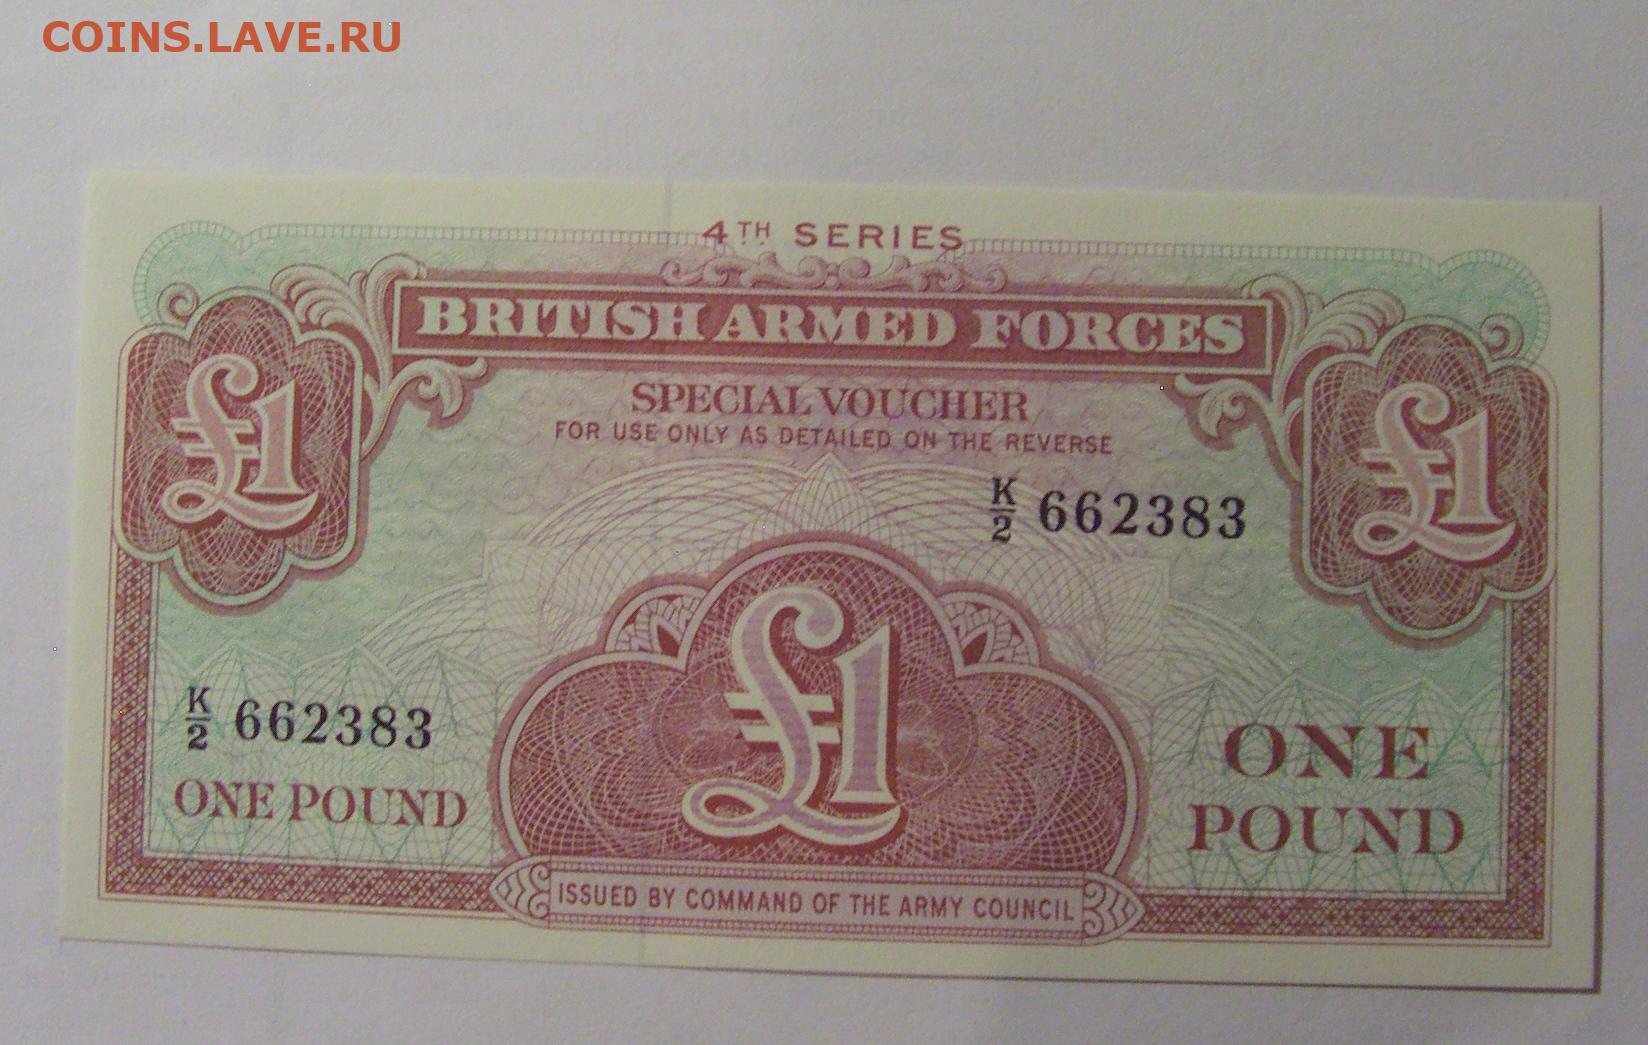 COINS.LAVE.RU
4TH SERIES
BRITISH ARMED FORCES
£1
£1
SPECIAL VOUCHER
FOR USE ONLY AS DETAILED ON THE REVERSE
K/2 662383
£1
K/2 662383
ONE POUND
ONE
POUND
ISSUED BY COMMAND OF THE ARMY COUNCIL